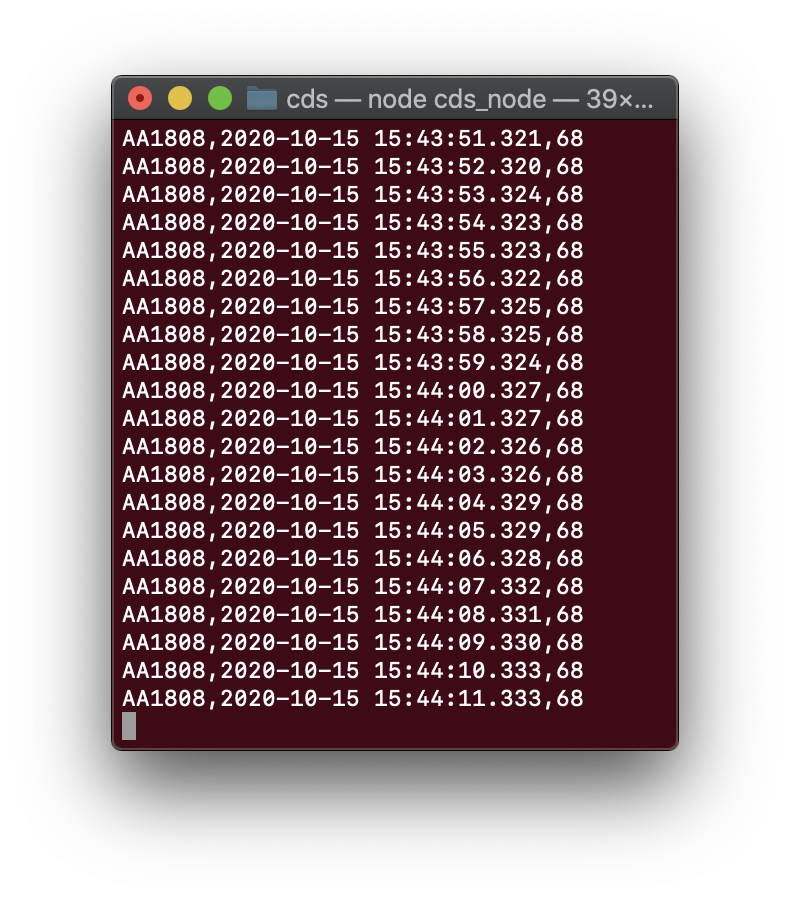 cds — node cds_node — 39×...
AA1808,2020-10-15 15:43:51.321,68
AA1808,2020-10-15 15:43:52.320,68
AA1808,2020-10-15 15:43:53.324,68
AA1808,2020-10-15 15:43:54.323,68
AA1808,2020-10-15 15:43:55.323,68
AA1808,2020-10-15 15:43:56.322,68
AA1808,2020-10-15 15:43:57.325,68
AA1808,2020-10-15 15:43:58.325,68
AA1808,2020-10-15 15:43:59.324,68
AA1808,2020-10-15 15:44:00.327,68
AA1808,2020-10-15 15:44:01.327,68
AA1808,2020-10-15 15:44:02.326,68
AA1808,2020-10-15 15:44:03.326,68
AA1808,2020-10-15 15:44:04.329,68
AA1808,2020-10-15 15:44:05.329,68
AA1808,2020-10-15 15:44:06.328,68
AA1808,2020-10-15 15:44:07.332,68
AA1808,2020-10-15 15:44:08.331,68
AA1808,2020-10-15 15:44:09.330,68
AA1808,2020-10-15 15:44:10.333,68
AA1808,2020-10-15 15:44:11.333,68